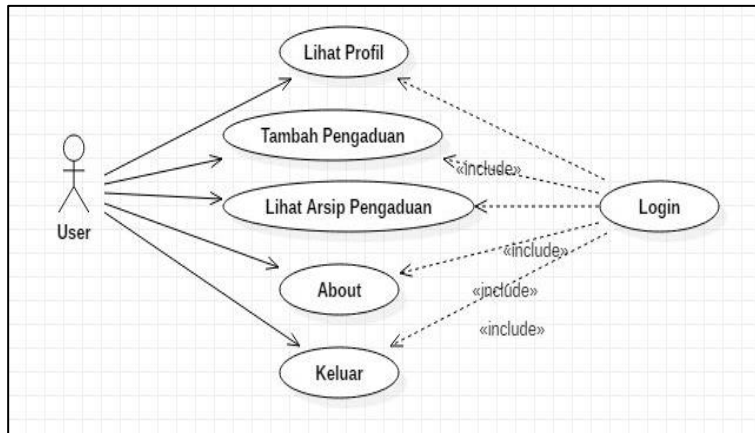 Lihat Profil
Tambah Pengaduan
«include»
Lihat Arsip Pengaduan
Login
User
«include»
About
«include»
«include»
Keluar